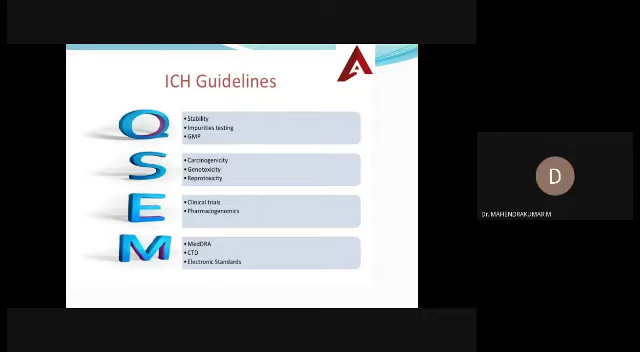 ICH Guidelines
Q
• Stability
• Impurities testing
• GMP
S
• Carcinogenicity
• Genotoxicity
• Reprotoxicity
E
• Clinical trials
• Pharmacogenomics
M
• MedDRA
• CTD
• Electronic Standards
D
Dr. MAHENDRAKUMAR M